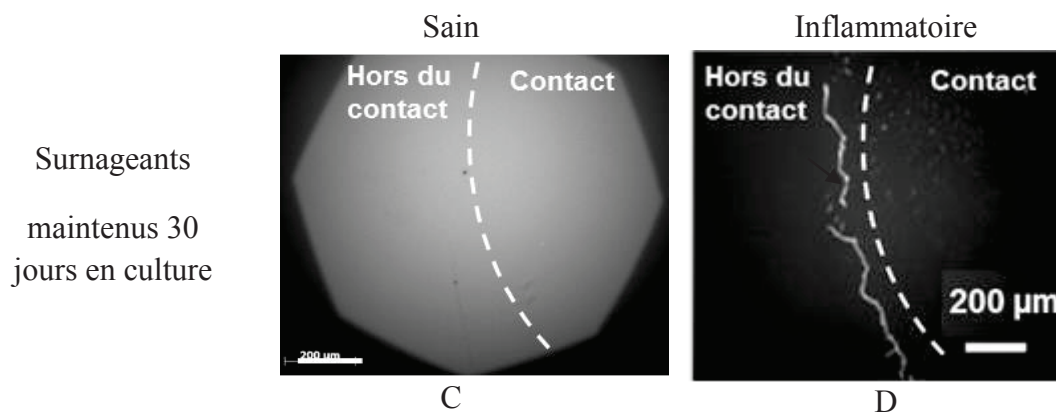 Sain
Inflammatoire
Surnageants
maintenus 30
jours en culture
Hors du
contact
Contact
200 µm
Hors du
contact
Contact
200 µm
C
D